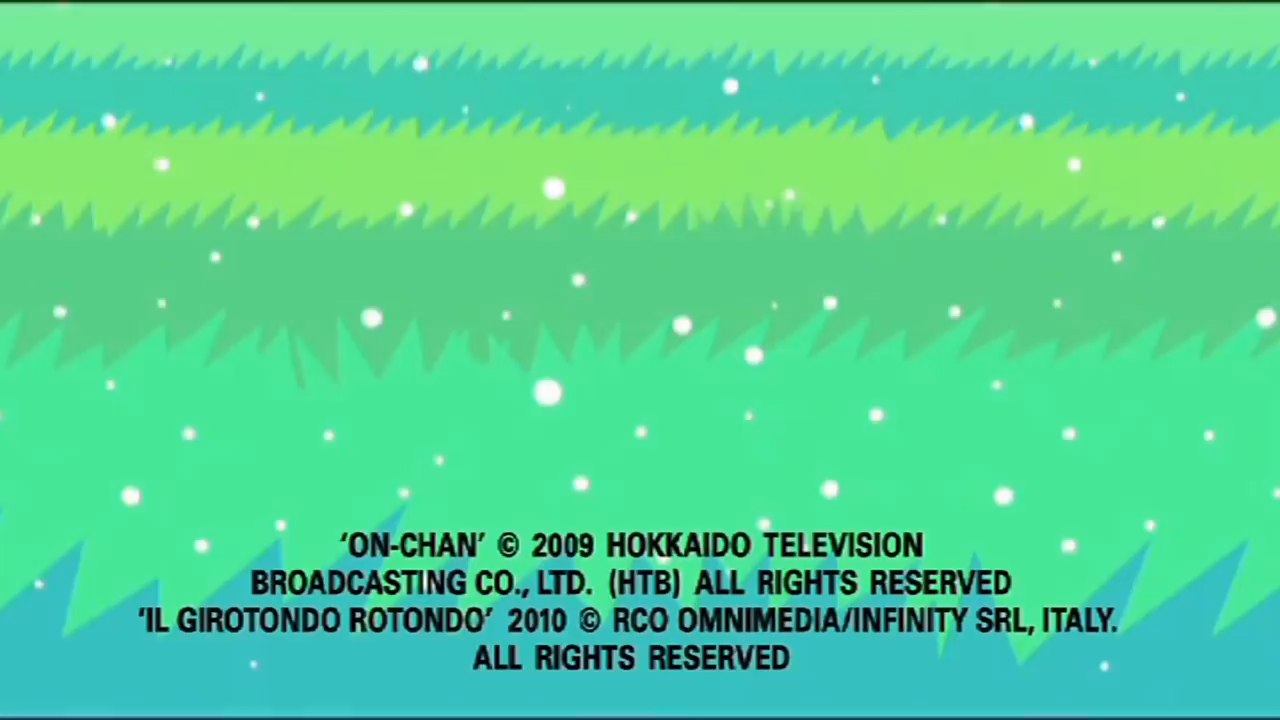 ‘ON-CHAN’ © 2009 HOKKAIDO TELEVISION
BROADCASTING CO., LTD. (HTB) ALL RIGHTS RESERVED
‘IL GIROTONDO ROTONDO’ 2010 © RCO OMNIMEDIA/INFINITY SRL, ITALY.
ALL RIGHTS RESERVED